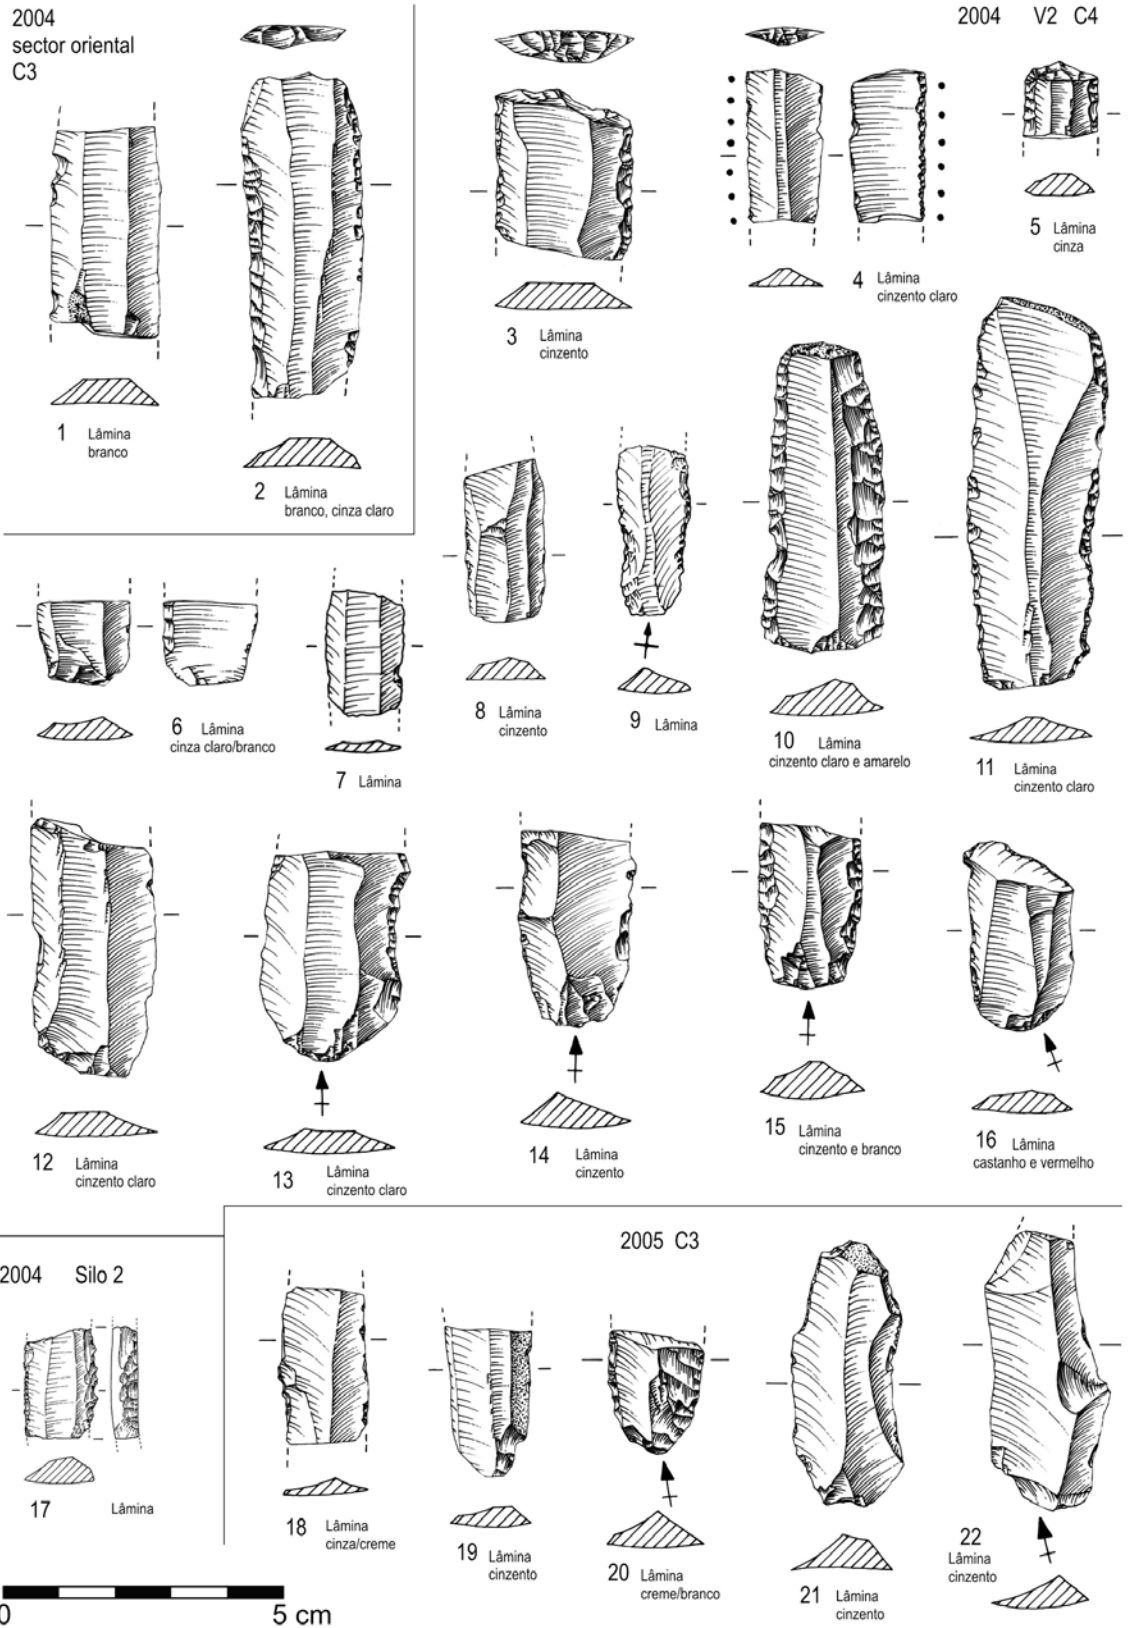 2004
sector oriental
C3
1 Lâmina
branco
2 Lâmina
branco, cinza claro
2004 V2 C4
3 Lâmina
cinzento
4 Lâmina
cinzento claro
5 Lâmina
cinza
6 Lâmina
cinza claro/branco
7 Lâmina
8 Lâmina
cinzento
9 Lâmina
10 Lâmina
cinzento claro e amarelo
11 Lâmina
cinzento claro
12 Lâmina
cinzento claro
13 Lâmina
cinzento claro
14 Lâmina
cinzento
15 Lâmina
cinzento e branco
16 Lâmina
castanho e vermelho
2004 Silo 2
17 Lâmina
2005 C3
18 Lâmina
cinza/creme
19 Lâmina
cinzento
20 Lâmina
creme/branco
21 Lâmina
cinzento
22
Lâmina
cinzento
0 5 cm